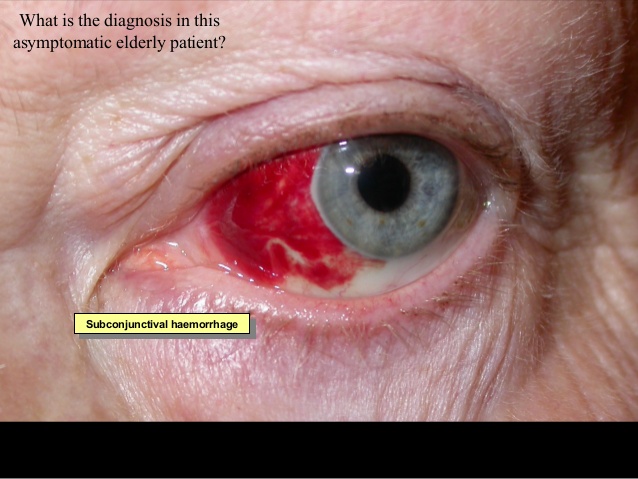 What is the diagnosis in this
asymptomatic elderly patient?
Subconjunctival haemorrhage